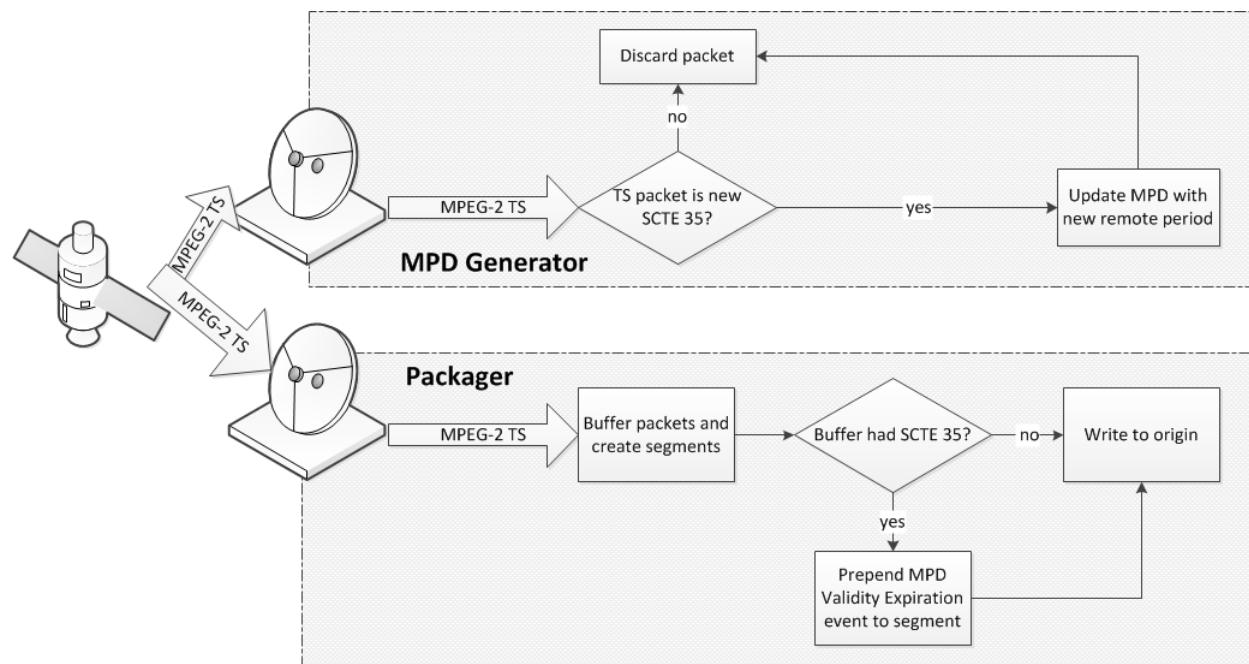 Discard packet
no
MPEG-2 TS
TS packet is new
SCTE 35?
yes
Update MPD with
new remote period
MPD Generator
MPEG-2 TS
MPEG-2 TS
Packager
MPEG-2 TS
Buffer packets and
create segments
Buffer had SCTE 35?
no
Write to origin
yes
Prepend MPD
Validity Expiration
event to segment